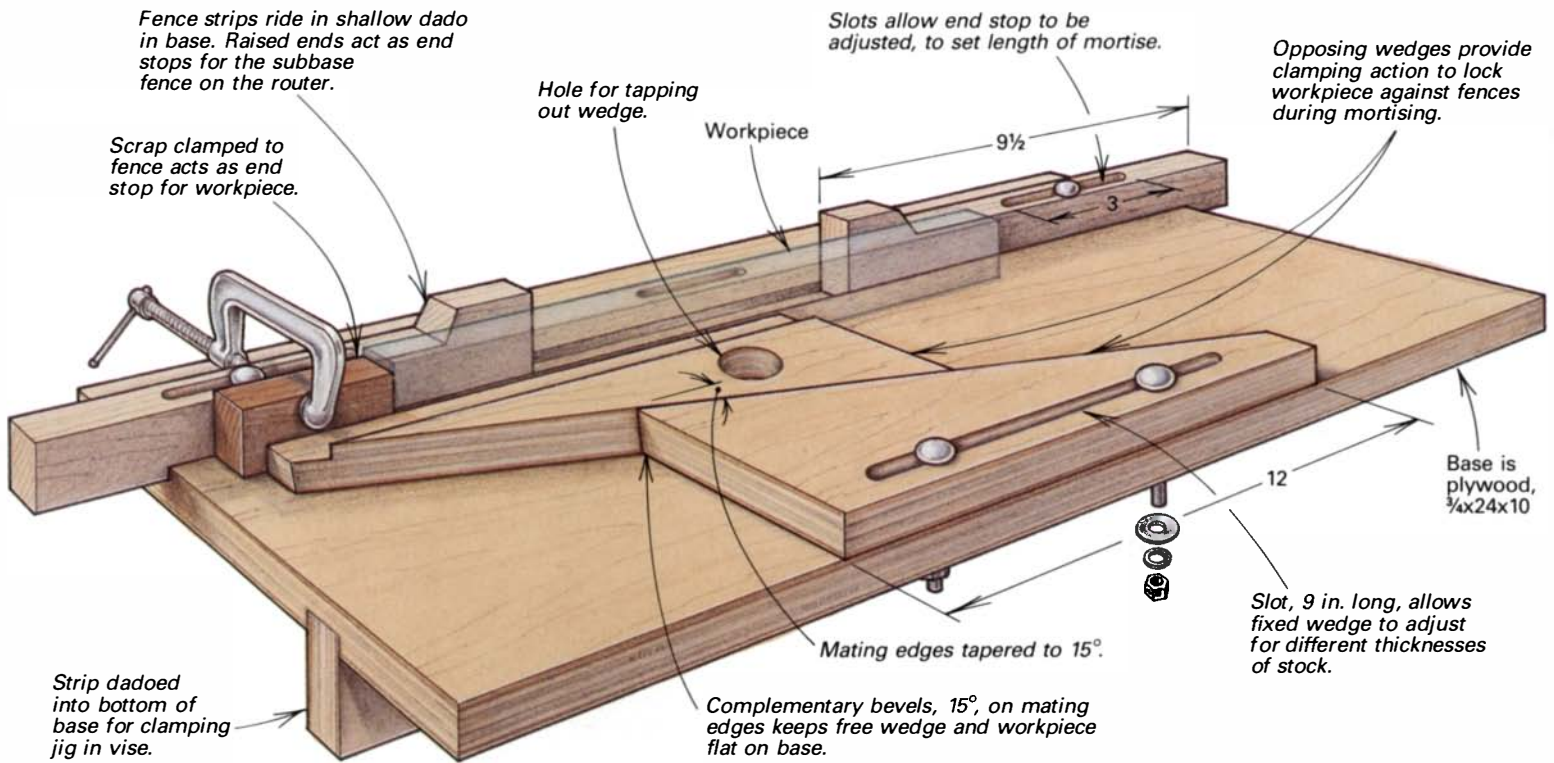 Fence strips ride in shallow dado
in base. Raised ends act as end
stops for the subbase
fence on the router.
Slots allow end stop to be
adjusted, to set length of mortise.
Opposing wedges provide
clamping action to lock
workpiece against fences
during mortising.
Hole for tapping
out wedge.
Workpiece
9½
Scrap clamped to
fence acts as end
stop for workpiece.
3
12
Base is
plywood,
¾x24x10
Slot, 9 in. long, allows
fixed wedge to adjust
for different thicknesses
of stock.
Mating edges tapered to 15°.
Strip dadoed
into bottom of
base for clamping
jig in vise.
Complementary bevels, 15°, on mating
edges keeps free wedge and workpiece
flat on base.